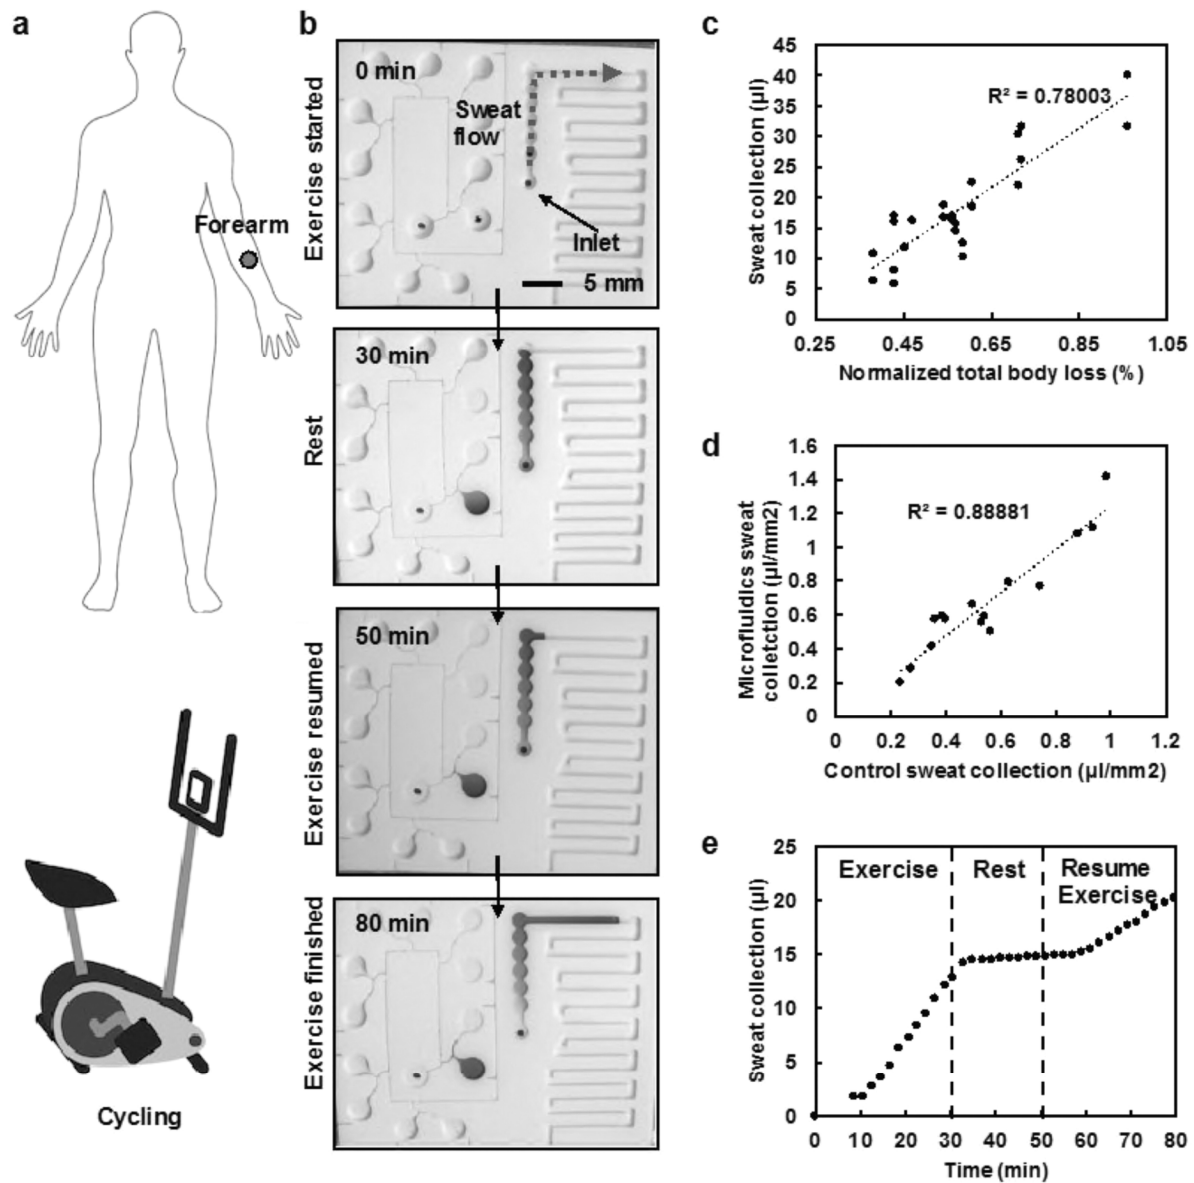 a
Forearm
Cycling
b
Exercise started
0 min
Sweat
flow
Inlet
5 mm
Rest
30 min
Exercise resumed
50 min
Exercise finished
80 min
c
Sweat collection (µl)
45
40
35
30
25
20
15
10
5
0
R² = 0.78003
0.25 0.45 0.65 0.85 1.05
Normalized total body loss (%)
d
Microfluidics sweat
colletction (µl/mm2)
1.6
1.4
1.2
1
0.8
0.6
0.4
0.2
0
R² = 0.88881
0 0.2 0.4 0.6 0.8 1 1.2
Control sweat collection (µl/mm2)
e
Sweat collection (µl)
25
20
15
10
5
0
Exercise
Rest
Resume
Exercise
0 10 20 30 40 50 60 70 80
Time (min)